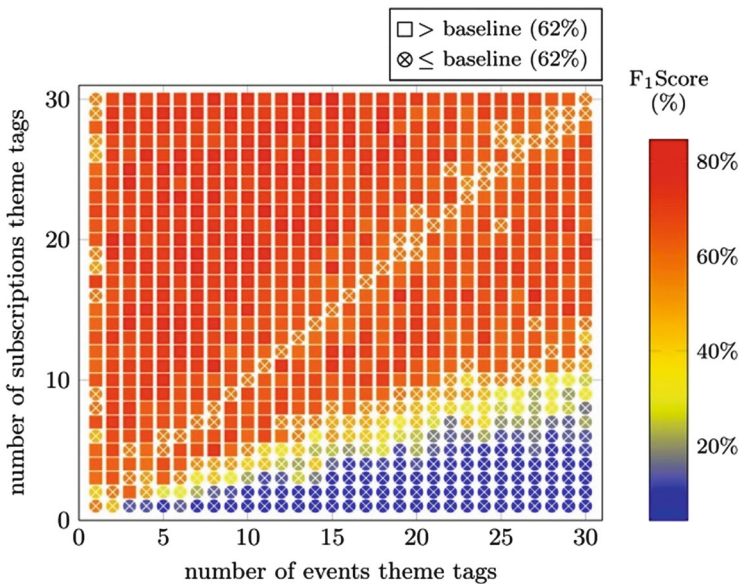 > baseline (62%)
≤ baseline (62%)
F₁Score
(%)
80%
60%
40%
20%
number of subscriptions theme tags
30
20
10
0
0 5 10 15 20 25 30
number of events theme tags